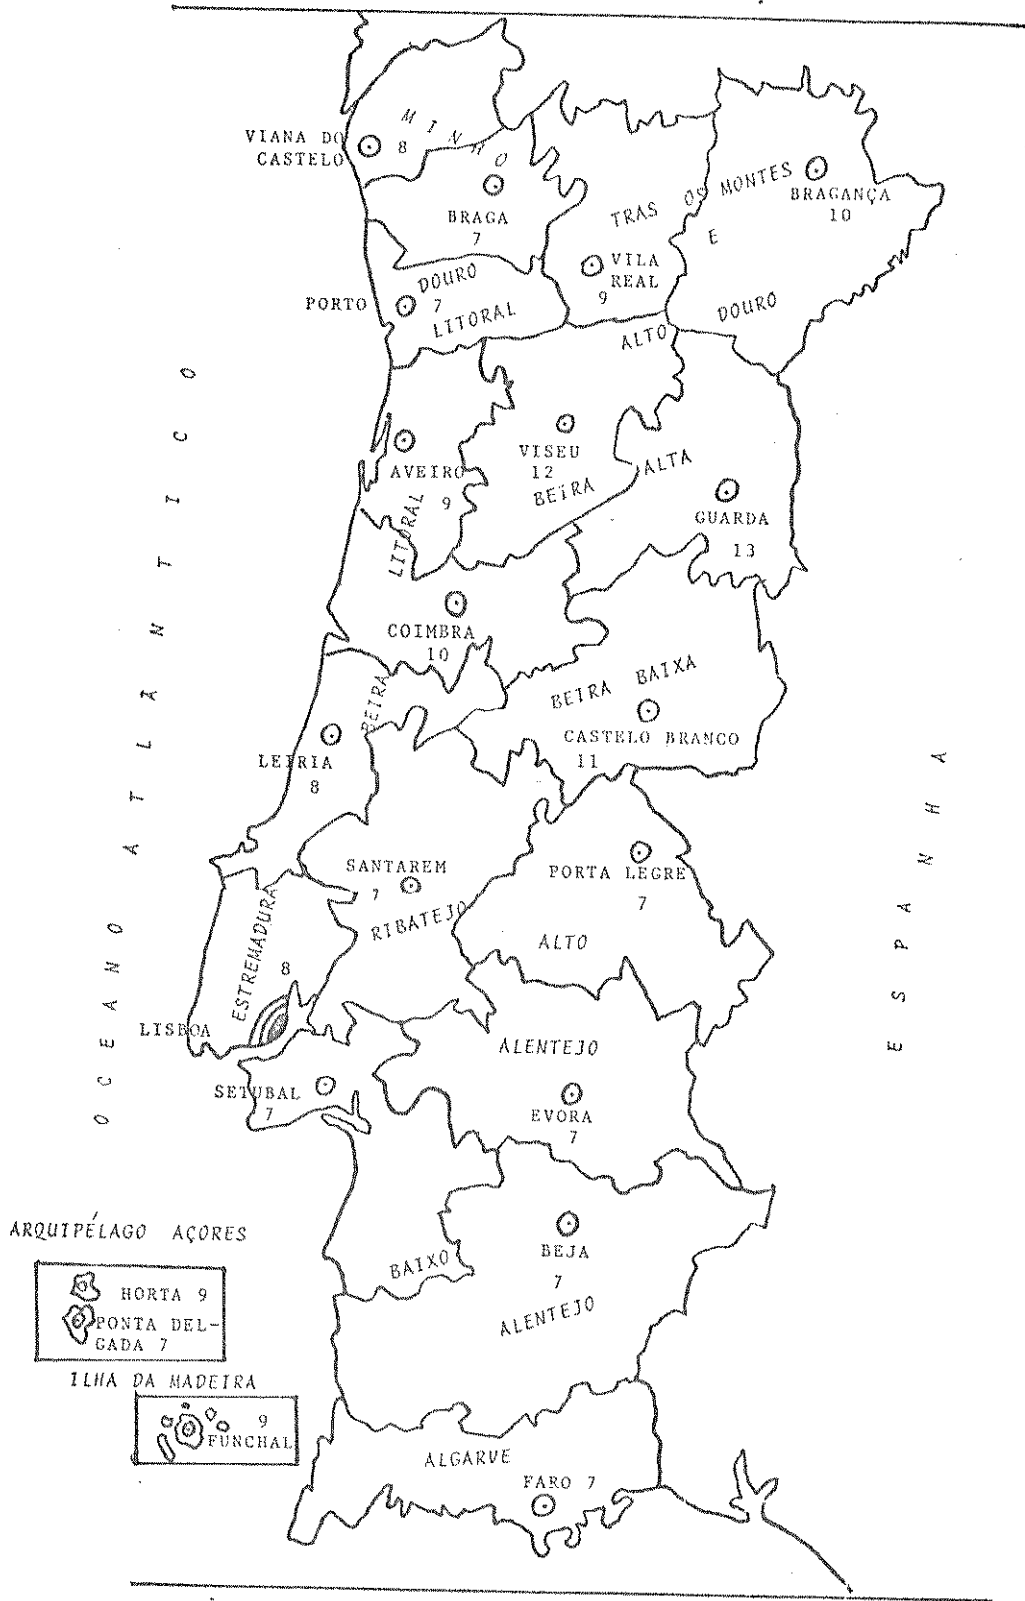 MINHO
VIANA DO
CASTELO
8
BRAGA
7
TRAS OS MONTES
E
BRAGANÇA
10
VILA
REAL
9
PORTO
7
DOURO
LITORAL
ALTO
DOURO
AVEIRO
9
VISEU
12
BEIRA
ALTA
GUARDA
13
LITORAL
COIMBRA
10
BEIRA
BEIRA BAIXA
CASTELO BRANCO
11
LEIRIA
8
SANTAREM
7
RIBATEJO
PORTA LEGRE
7
ALTO
ESTREMADURA
8
LISBOA
ALENTEJO
SETUBAL
7
EVORA
7
BEJA
7
BAIXO
ALENTEJO
ALGARVE
FARO 7
OCEANO ATLÂNTICO
ESPANHA
ARQUIPÉLAGO AÇORES
HORTA 9
PONTA DEL-
GADA 7
ILHA DA MADEIRA
9
FUNCHAL